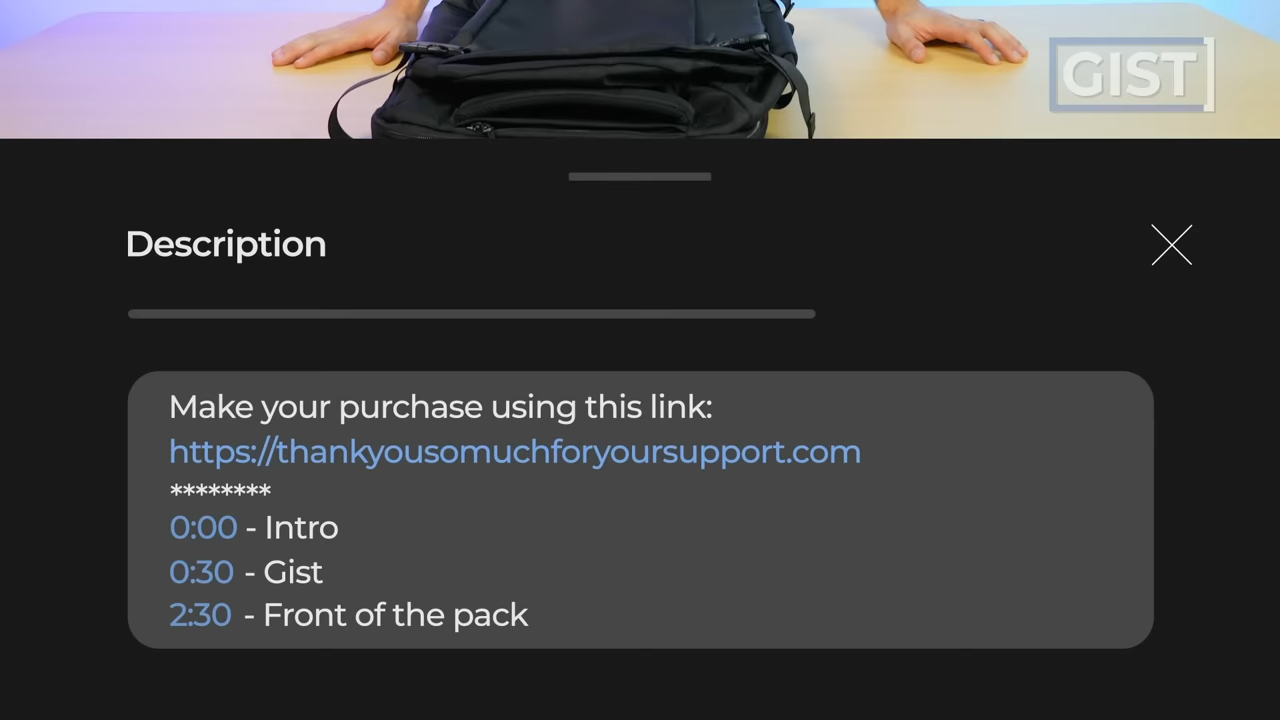 GIST
Description
Make your purchase using this link:
https://thankyousomuchforyoursupport.com
********
0:00 - Intro
0:30 - Gist
2:30 - Front of the pack